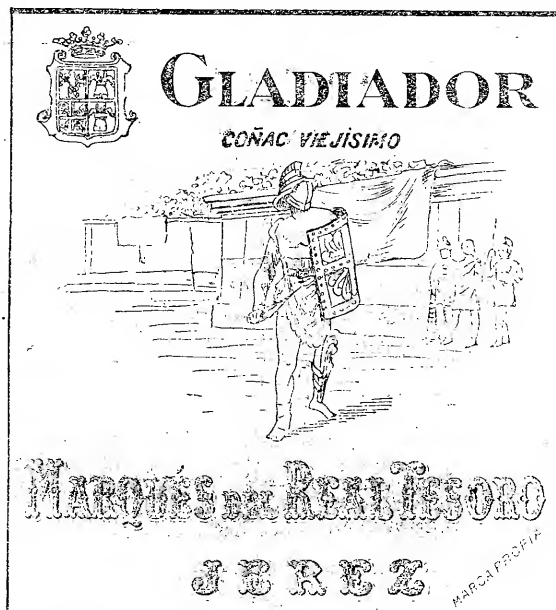 GLADIADOR
COÑAC VIEJÍSIMO
MARQUÉS DEL REAL TESORO
JEREZ
MARCA PROPIA